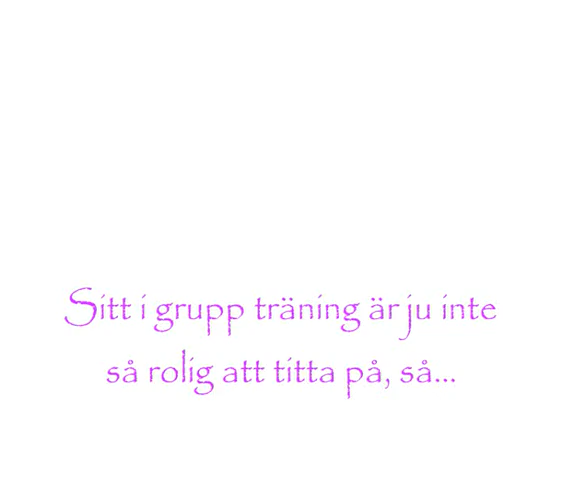 Sitt i grupp träning är ju inte
så rolig att titta på, så...